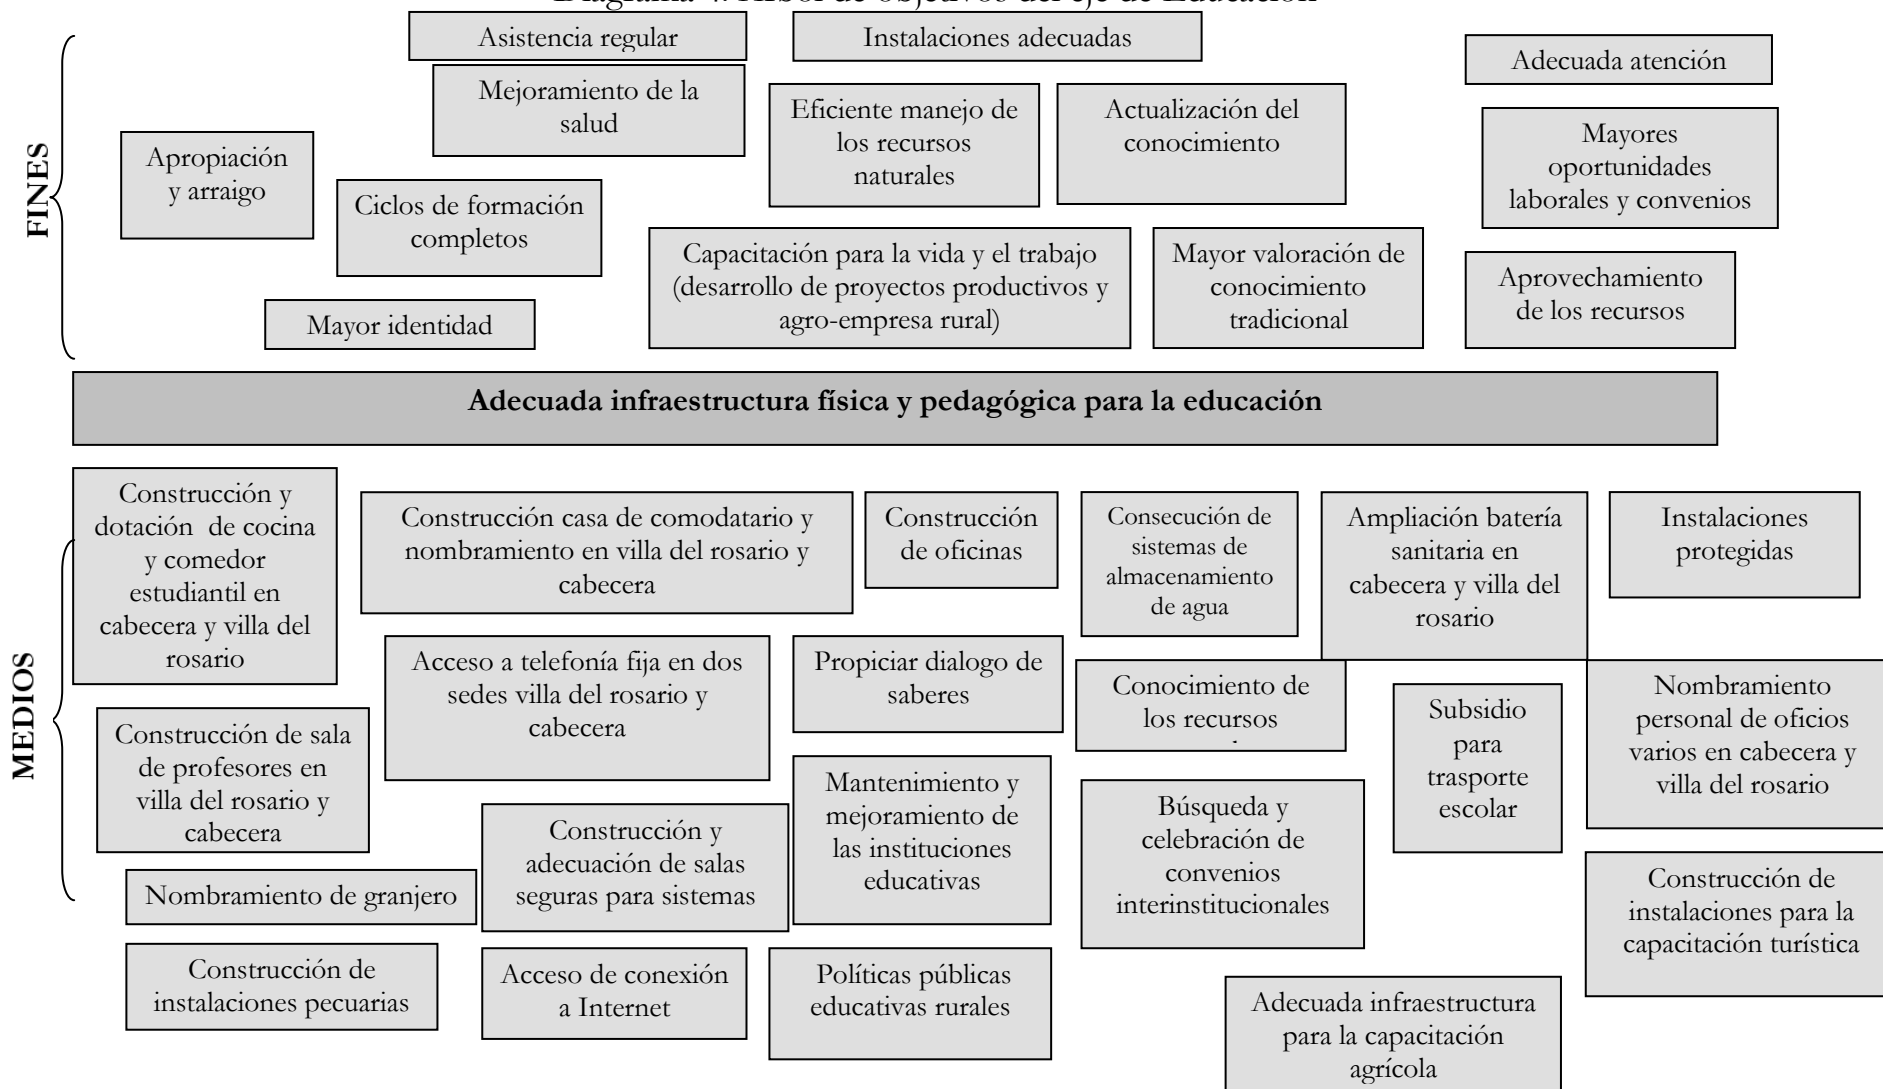 Diagrama 4. Árbol de objetivos del eje de Educación
FINES
Asistencia regular
Instalaciones adecuadas
Adecuada atención
Mejoramiento de la
salud
Eficiente manejo de
los recursos
naturales
Actualización del
conocimiento
Mayores
oportunidades
laborales y convenios
Apropiación
y arraigo
Ciclos de formación
completos
Capacitación para la vida y el trabajo
(desarrollo de proyectos productivos y
agro-empresa rural)
Mayor valoración de
conocimiento
tradicional
Aprovechamiento
de los recursos
Mayor identidad
Adecuada infraestructura física y pedagógica para la educación
MEDIOS
Construcción y
dotación de cocina
y comedor
estudiantil en
cabecera y villa del
rosario
Construcción casa de comodatario y
nombramiento en villa del rosario y
cabecera
Construcción
de oficinas
Consecución de
sistemas de
almacenamiento
de agua
Ampliación batería
sanitaria en
cabecera y villa del
rosario
Instalaciones
protegidas
Acceso a telefonía fija en dos
sedes villa del rosario y
cabecera
Propiciar dialogo de
saberes
Conocimiento de
los recursos
Subsidio
para
trasporte
escolar
Nombramiento
personal de oficios
varios en cabecera y
villa del rosario
Construcción de sala
de profesores en
villa del rosario y
cabecera
Construcción y
adecuación de salas
seguras para sistemas
Mantenimiento y
mejoramiento de
las instituciones
educativas
Búsqueda y
celebración de
convenios
interinstitucionales
Nombramiento de granjero
Construcción de
instalaciones para la
capacitación turística
Construcción de
instalaciones pecuarias
Acceso de conexión
a Internet
Políticas públicas
educativas rurales
Adecuada infraestructura
para la capacitación
agrícola